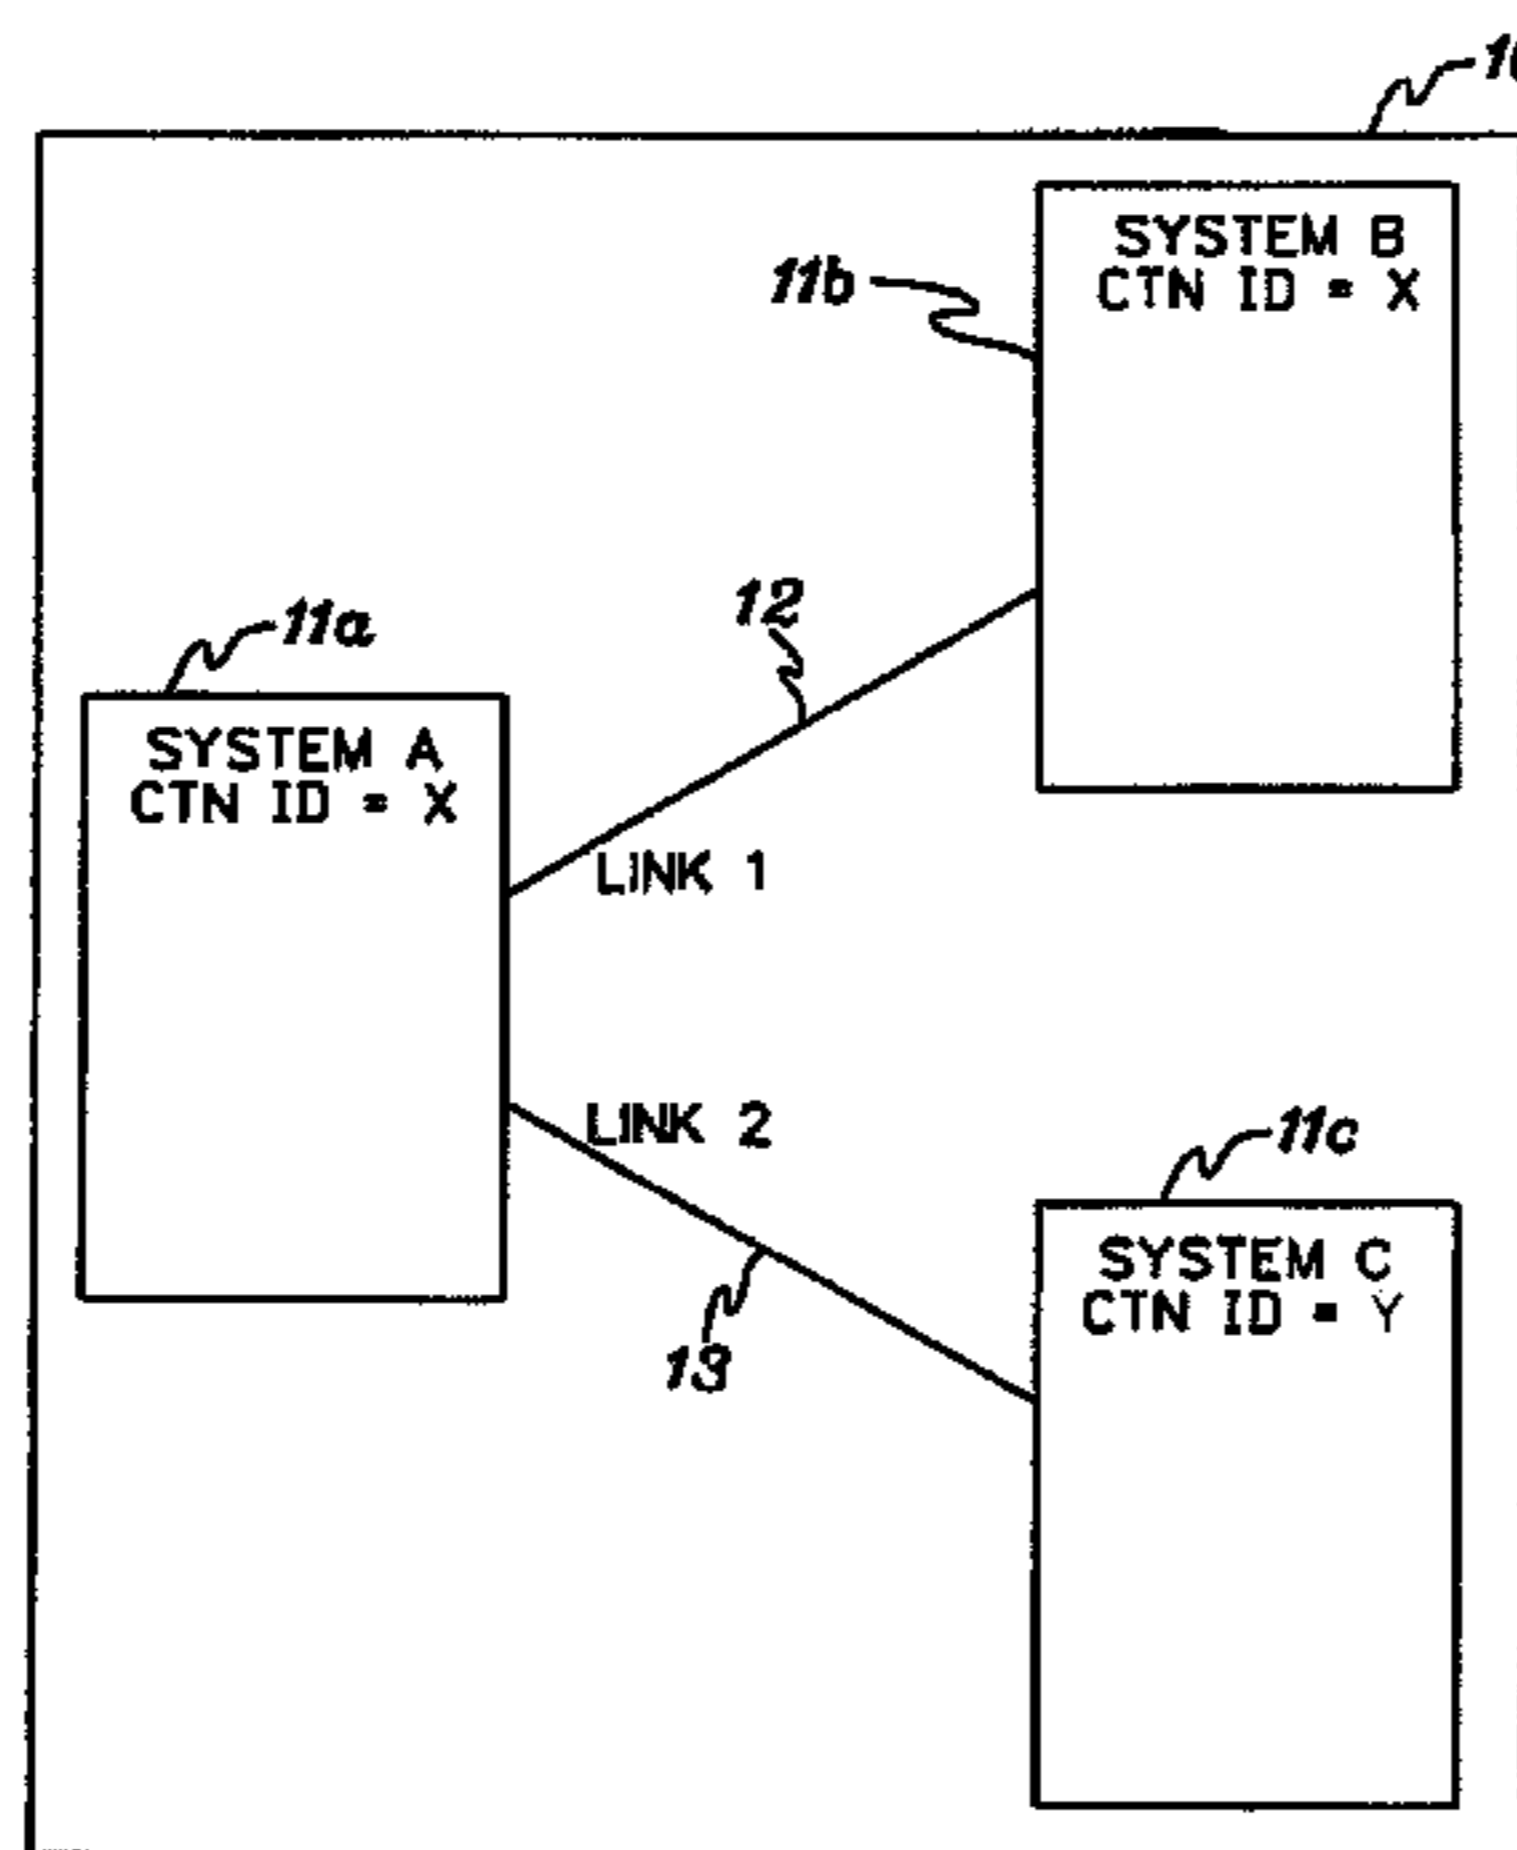 11b
SYSTEM B
CTN ID = X
12
11a
SYSTEM A
CTN ID = X
LINK 1
LINK 2
11c
SYSTEM C
CTN ID = Y
13